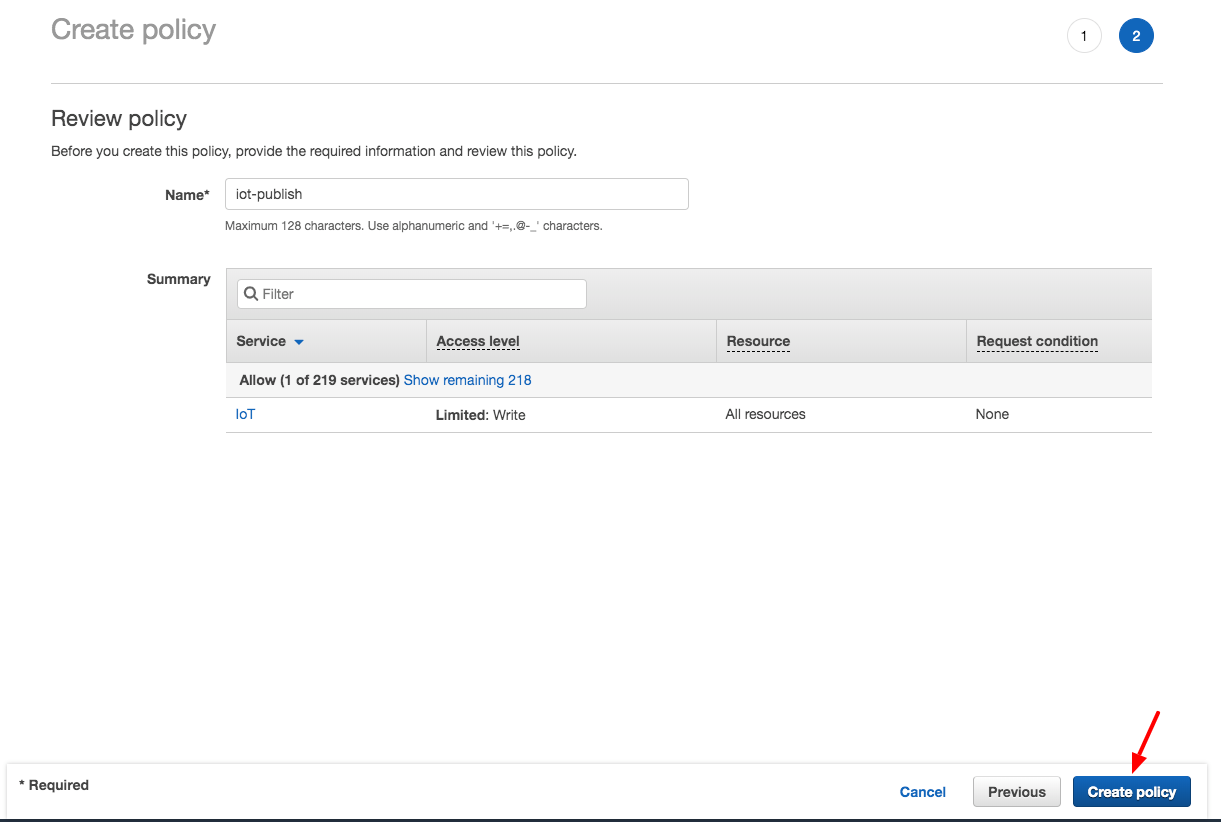 Create policy
1
2
Review policy
Before you create this policy, provide the required information and review this policy.
Name* iot-publish
Maximum 128 characters. Use alphanumeric and '+=,.@-_' characters.
Summary
Filter
Service Access level Resource Request condition
Allow (1 of 219 services) Show remaining 218
IoT Limited: Write All resources None
* Required Cancel Previous Create policy